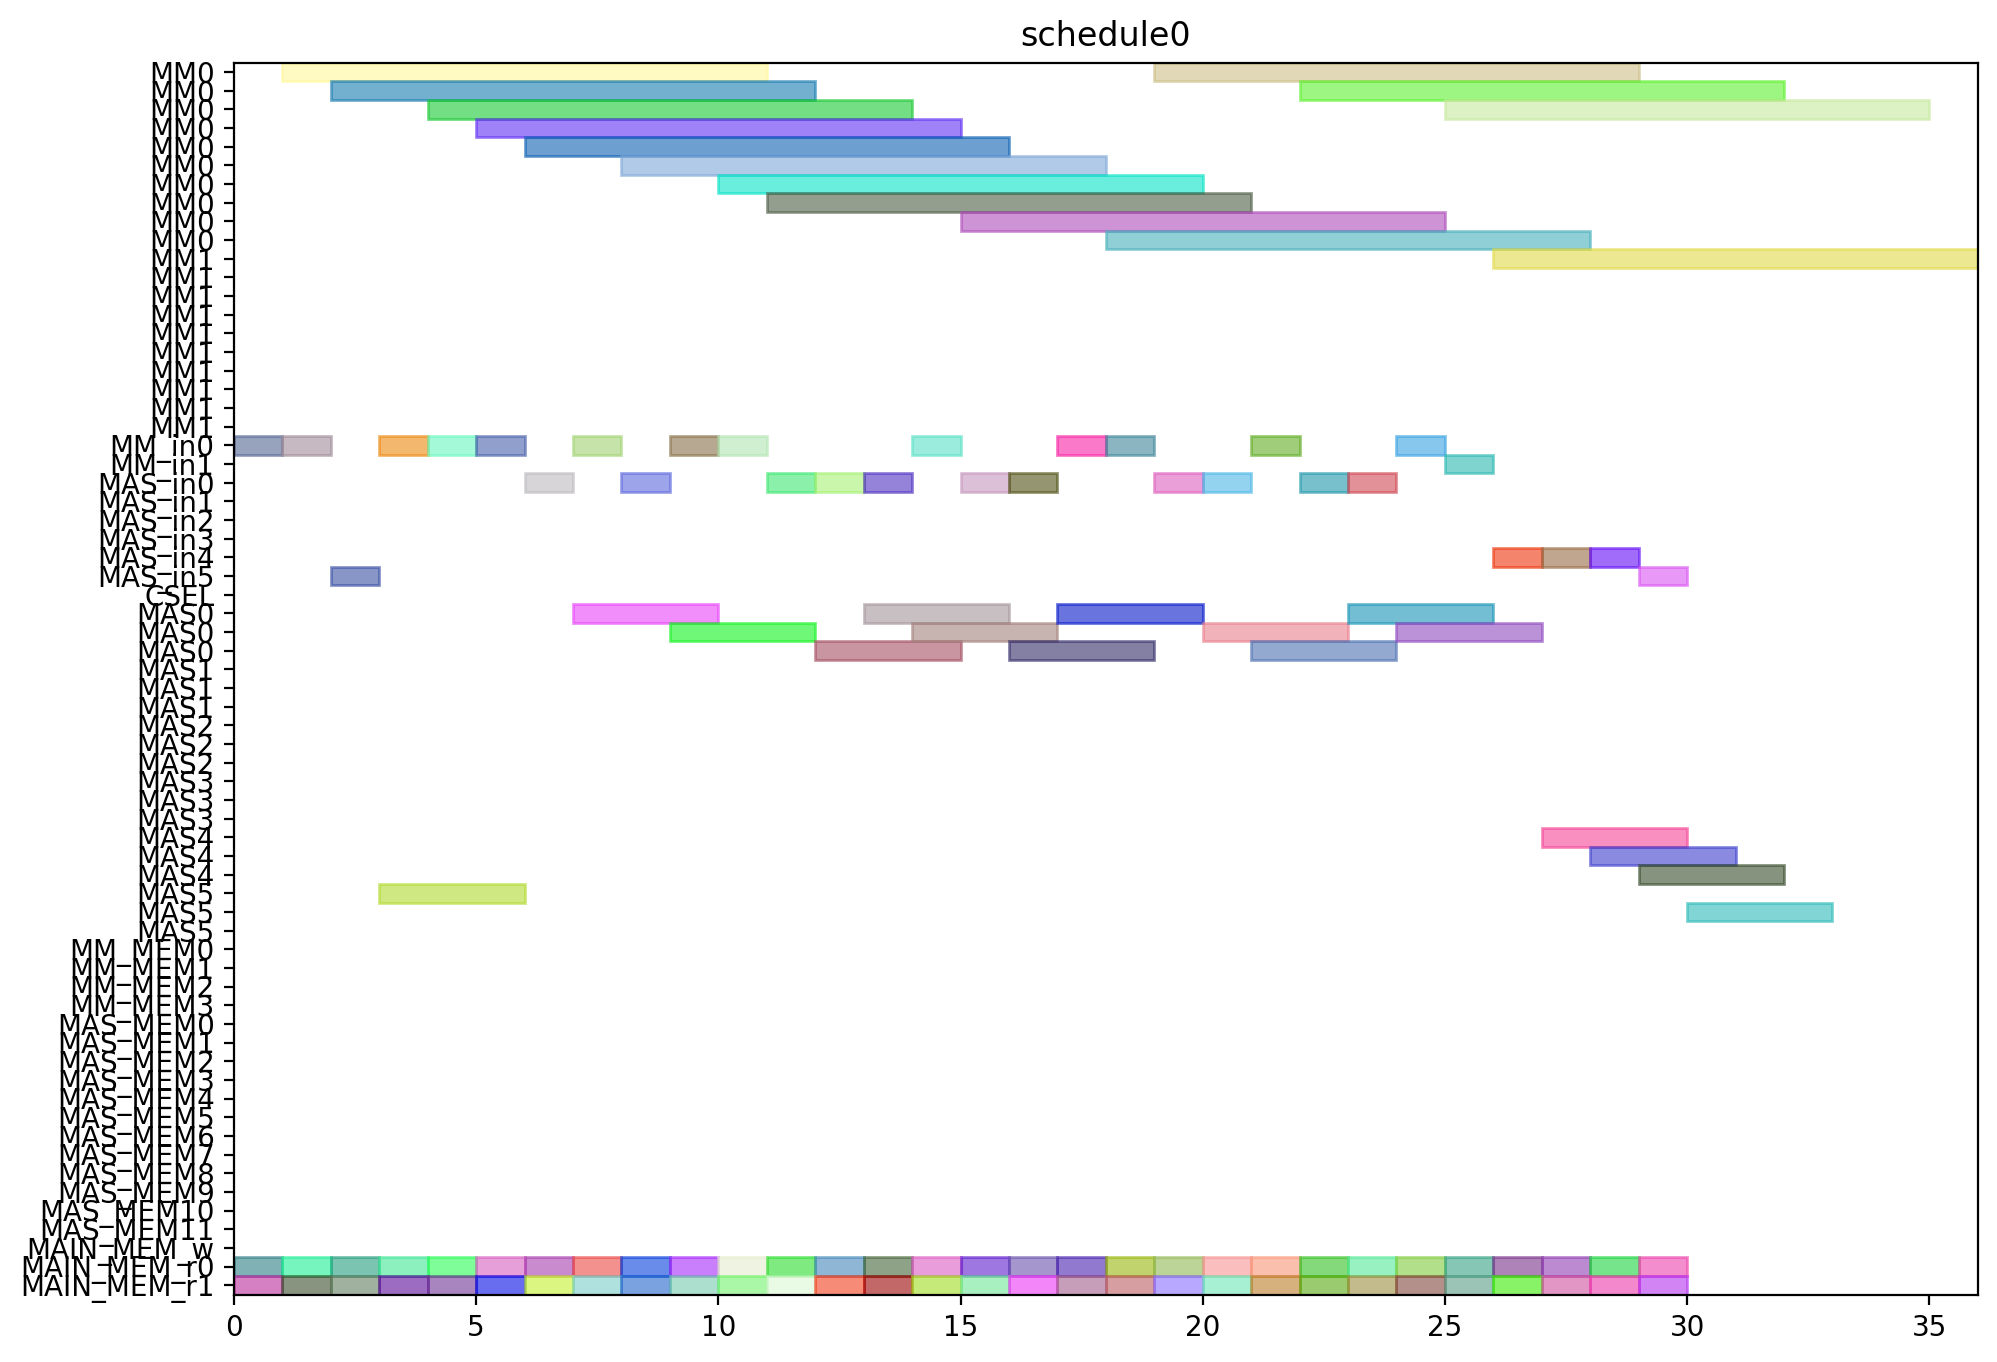 schedule0
MM0
MM0
MM0
MM0
MM0
MM0
MM0
MM0
MM0
MM0
MM1
MM1
MM1
MM1
MM1
MM1
MM1
MM1
MM1
MM1
MM_in0
MM_in1
MAS_in0
MAS_in1
MAS_in2
MAS_in3
MAS_in4
MAS_in5
CSEL
MAS0
MAS0
MAS0
MAS1
MAS1
MAS1
MAS2
MAS2
MAS2
MAS3
MAS3
MAS3
MAS4
MAS4
MAS4
MAS5
MAS5
MAS5
MM_MEM0
MM_MEM1
MM_MEM2
MM_MEM3
MAS_MEM0
MAS_MEM1
MAS_MEM2
MAS_MEM3
MAS_MEM4
MAS_MEM5
MAS_MEM6
MAS_MEM7
MAS_MEM8
MAS_MEM9
MAS_MEM10
MAS_MEM11
MAIN_MEM_w
MAIN_MEM_r0
MAIN_MEM_r1
0 5 10 15 20 25 30 35